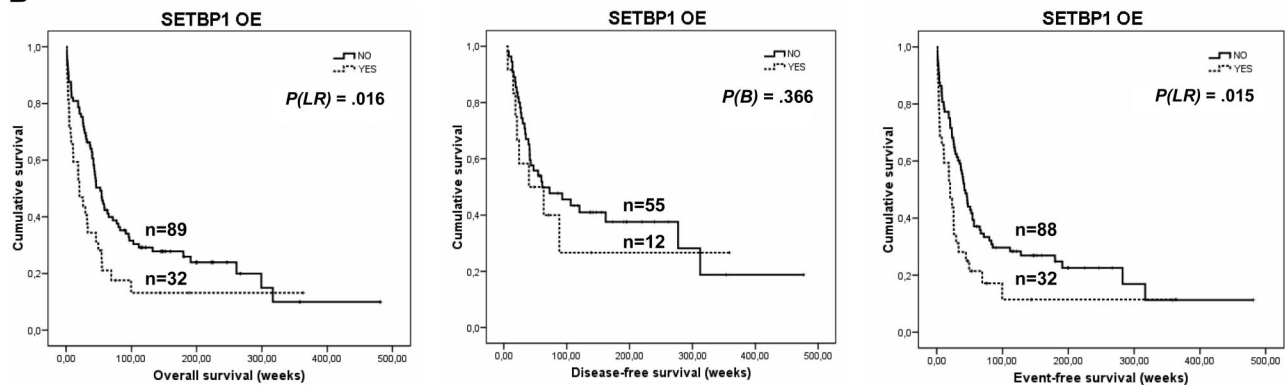 SETBP1 OE
1,0
0,8
0,6
0,4
0,2
0,0
Cumulative survival
NO
YES
P(LR) = .016
n=89
n=32
0,00 100,00 200,00 300,00 400,00 500,00
Overall survival (weeks)
SETBP1 OE
1,0
0,8
0,6
0,4
0,2
0,0
Cumulative survival
NO
YES
P(B) = .366
n=55
n=12
0,00 100,00 200,00 300,00 400,00 500,00
Disease-free survival (weeks)
SETBP1 OE
1,0
0,8
0,6
0,4
0,2
0,0
Cumulative survival
NO
YES
P(LR) = .015
n=88
n=32
0,00 100,00 200,00 300,00 400,00 500,00
Event-free survival (weeks)